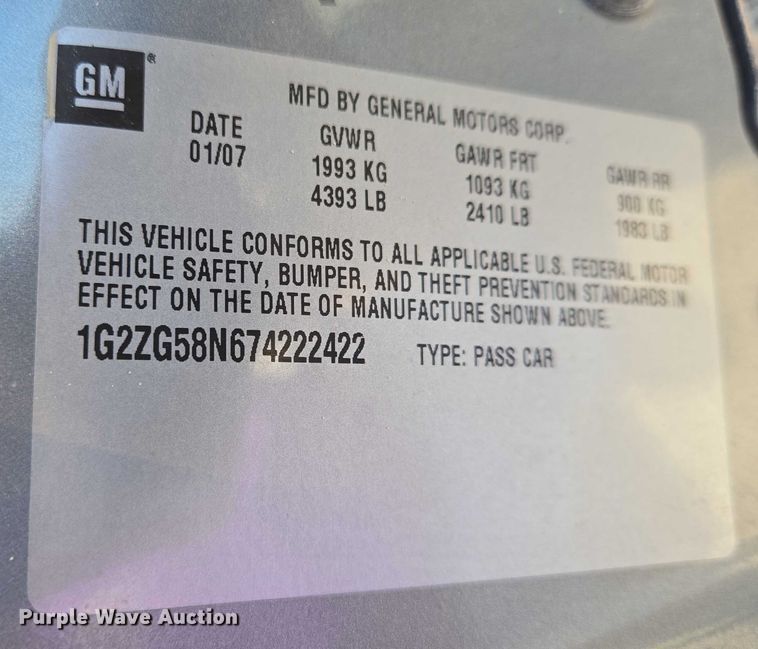 GM ®
MFD BY GENERAL MOTORS CORP.
DATE GVWR GAWR FRT GAWR RR
01/07 1993 KG 1093 KG 900 KG
4393 LB 2410 LB 1983 LB
THIS VEHICLE CONFORMS TO ALL APPLICABLE U.S. FEDERAL MOTOR
VEHICLE SAFETY, BUMPER, AND THEFT PREVENTION STANDARDS IN
EFFECT ON THE DATE OF MANUFACTURE SHOWN ABOVE.
1G2ZG58N674222422 TYPE: PASS CAR
Purple Wave Auction